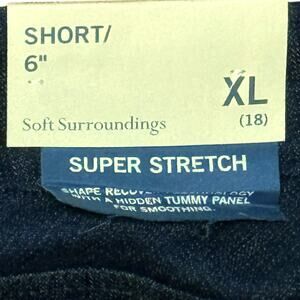 SHORT/
6"
XL
Soft Surroundings
(18)
SUPER STRETCH
SHAPE RECOVERY TECHNOLOGY
WITH A HIDDEN TUMMY PANEL
FOR SMOOTHING.